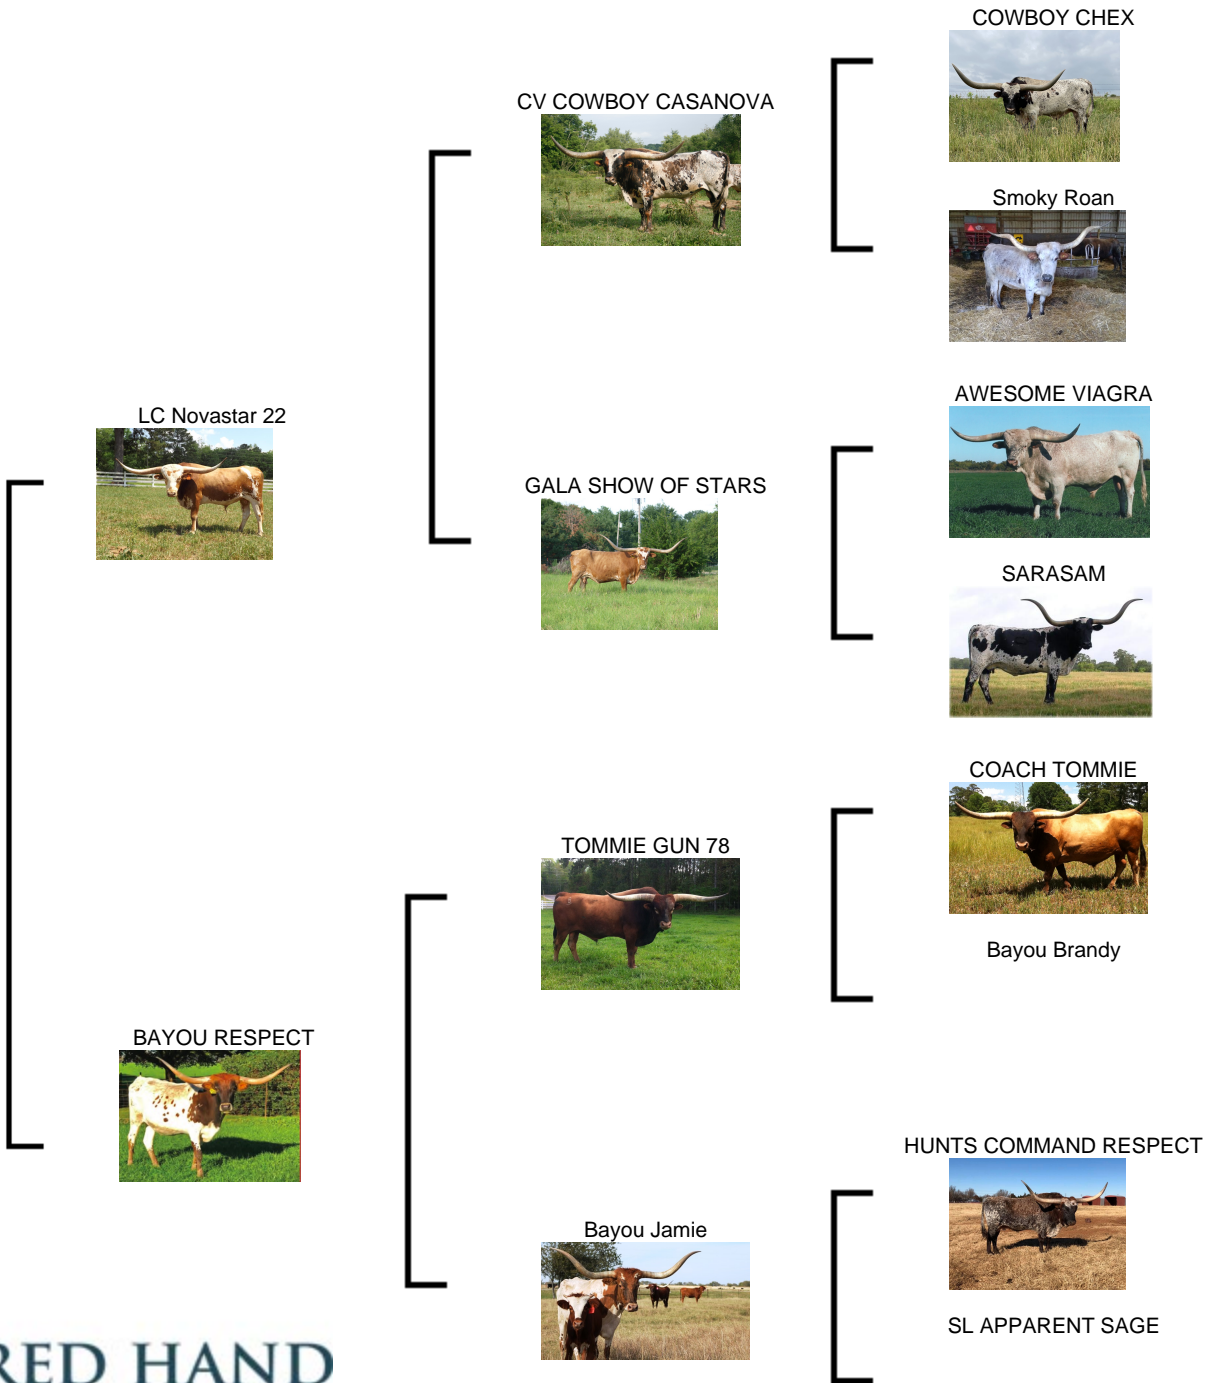 COWBOY CHEX
CV COWBOY CASANOVA
Smoky Roan
LC Novastar 22
AWESOME VIAGRA
GALA SHOW OF STARS
SARASAM
COACH TOMMIE
TOMMIE GUN 78
Bayou Brandy
BAYOU RESPECT
HUNTS COMMAND RESPECT
Bayou Jamie
SL APPARENT SAGE
RED HAND